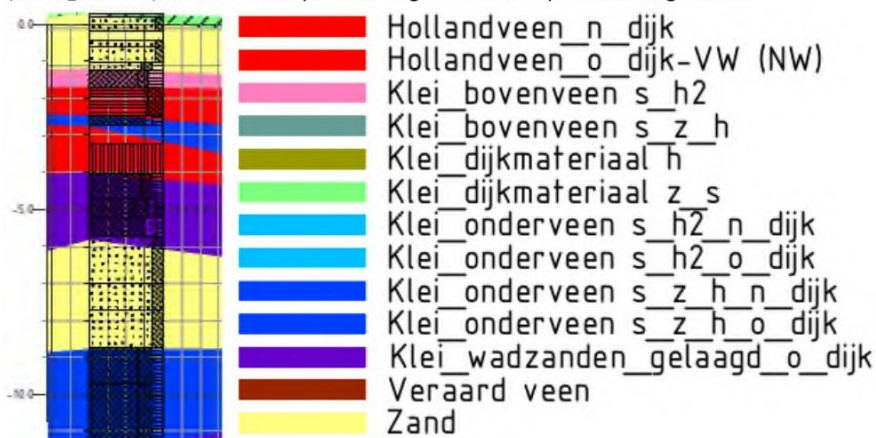 0.0
Hollandveen_n_dijk
Hollandveen_o_dijk-VW (NW)
Klei_bovenveen s_h2
Klei_bovenveen s_z_h
Klei_dijkmateriaal h
Klei_dijkmateriaal z_s
-5.0
Klei_onderveen s_h2_n_dijk
Klei_onderveen s_h2_o_dijk
Klei_onderveen s_z_h_n_dijk
Klei_onderveen s_z_h_o_dijk
Klei_wadzanden_gelaagd_o_dijk
-10.0
Veraard veen
Zand